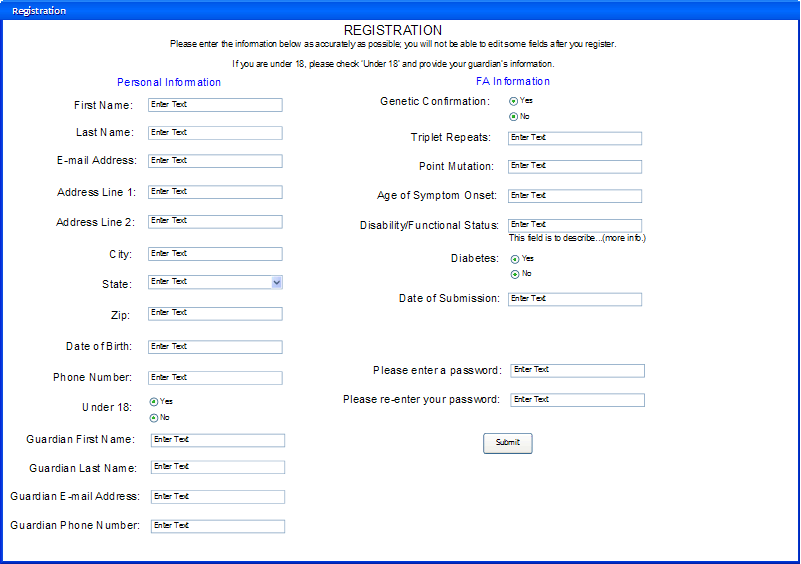 Registration
REGISTRATION
Please enter the information below as accurately as possible; you will not be able to edit some fields after you register.
If you are under 18, please check 'Under 18' and provide your guardian's information.
Personal Information
First Name: Enter Text
Last Name: Enter Text
E-mail Address: Enter Text
Address Line 1: Enter Text
Address Line 2: Enter Text
City: Enter Text
State: Enter Text
Zip: Enter Text
Date of Birth: Enter Text
Phone Number: Enter Text
Under 18: Yes
No
Guardian First Name: Enter Text
Guardian Last Name: Enter Text
Guardian E-mail Address: Enter Text
Guardian Phone Number: Enter Text
FA Information
Genetic Confirmation: Yes
No
Triplet Repeats: Enter Text
Point Mutation: Enter Text
Age of Symptom Onset: Enter Text
Disability/Functional Status: Enter Text
This field is to describe...(more info.)
Diabetes: Yes
No
Date of Submission: Enter Text
Please enter a password: Enter Text
Please re-enter your password: Enter Text
Submit